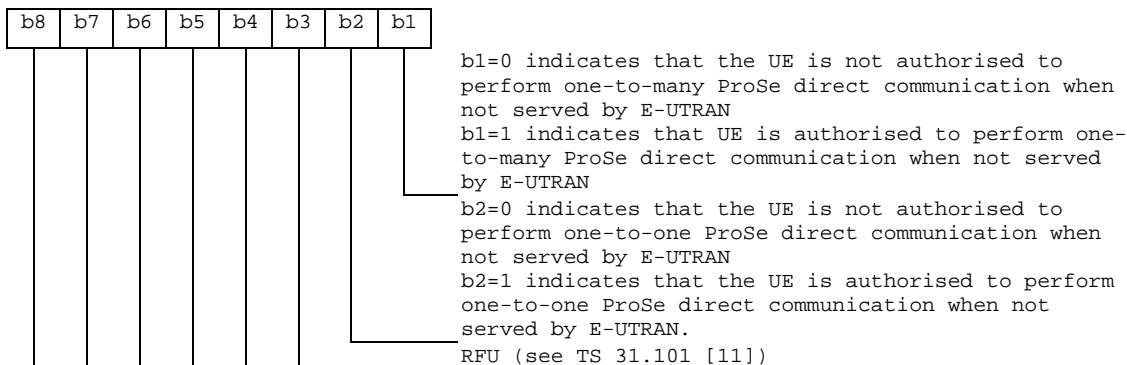 b8 b7 b6 b5 b4 b3 b2 b1
b1=0 indicates that the UE is not authorised to
perform one-to-many ProSe direct communication when
not served by E-UTRAN
b1=1 indicates that UE is authorised to perform one-
to-many ProSe direct communication when not served
by E-UTRAN
b2=0 indicates that the UE is not authorised to
perform one-to-one ProSe direct communication when
not served by E-UTRAN
b2=1 indicates that the UE is authorised to perform
one-to-one ProSe direct communication when not
served by E-UTRAN.
RFU (see TS 31.101 [11])